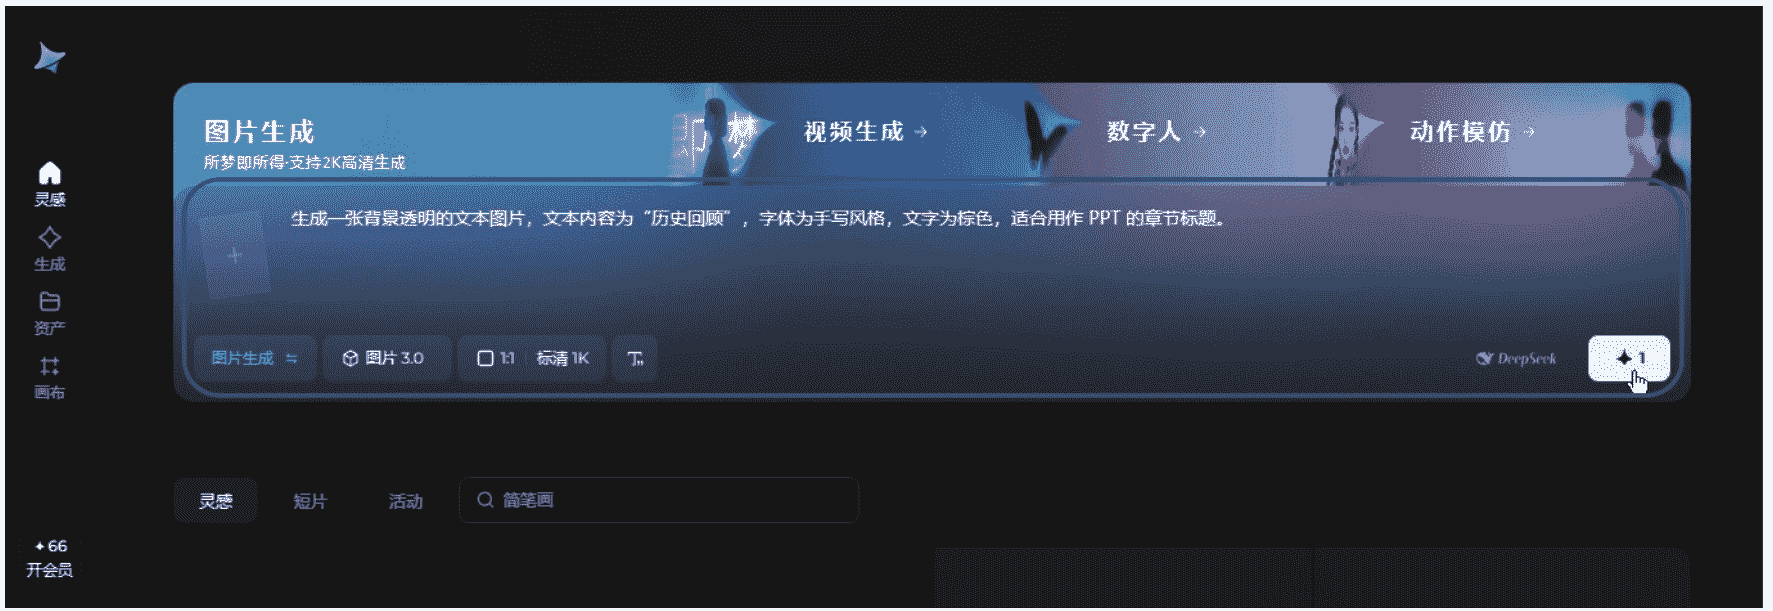 图片生成
所梦即所得·支持2K高清生成
即梦
视频生成 →
数字人 →
动作模仿 →
生成一张背景透明的文本图片，文本内容为“历史回顾”，字体为手写风格，文字为棕色，适合用作 PPT 的章节标题。
图片生成
图片 3.0
1:1
标清 1K
T
DeepSeek
1
灵感
生成
资产
画布
灵感
短片
活动
简笔画
66
开会员